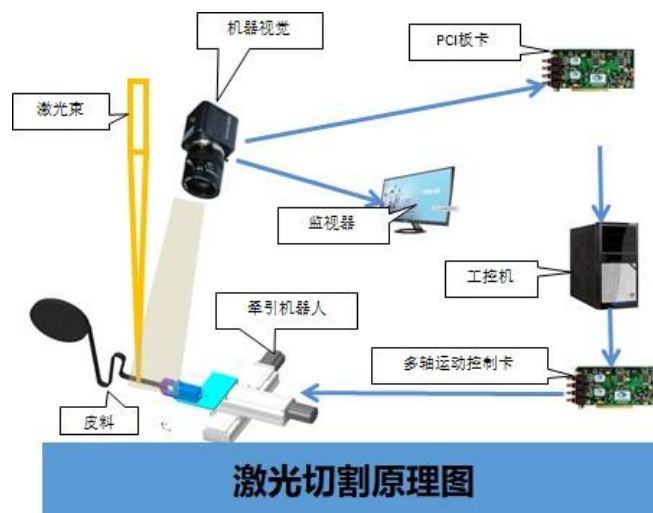 机器视觉
PCI板卡
激光束
监视器
工控机
牵引机器人
多轴运动控制卡
皮料
激光切割原理图